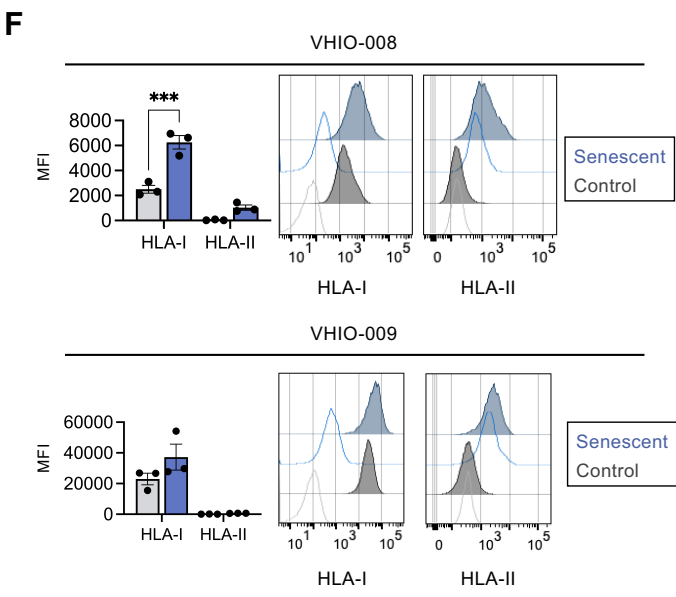 F
VHIO-008
***
MFI
8000
6000
4000
2000
0
HLA-I HLA-II
10¹ 10³ 10⁵
HLA-I
0 10³ 10⁵
HLA-II
Senescent
Control
VHIO-009
MFI
60000
40000
20000
0
HLA-I HLA-II
10¹ 10³ 10⁵
HLA-I
0 10³ 10⁵
HLA-II
Senescent
Control